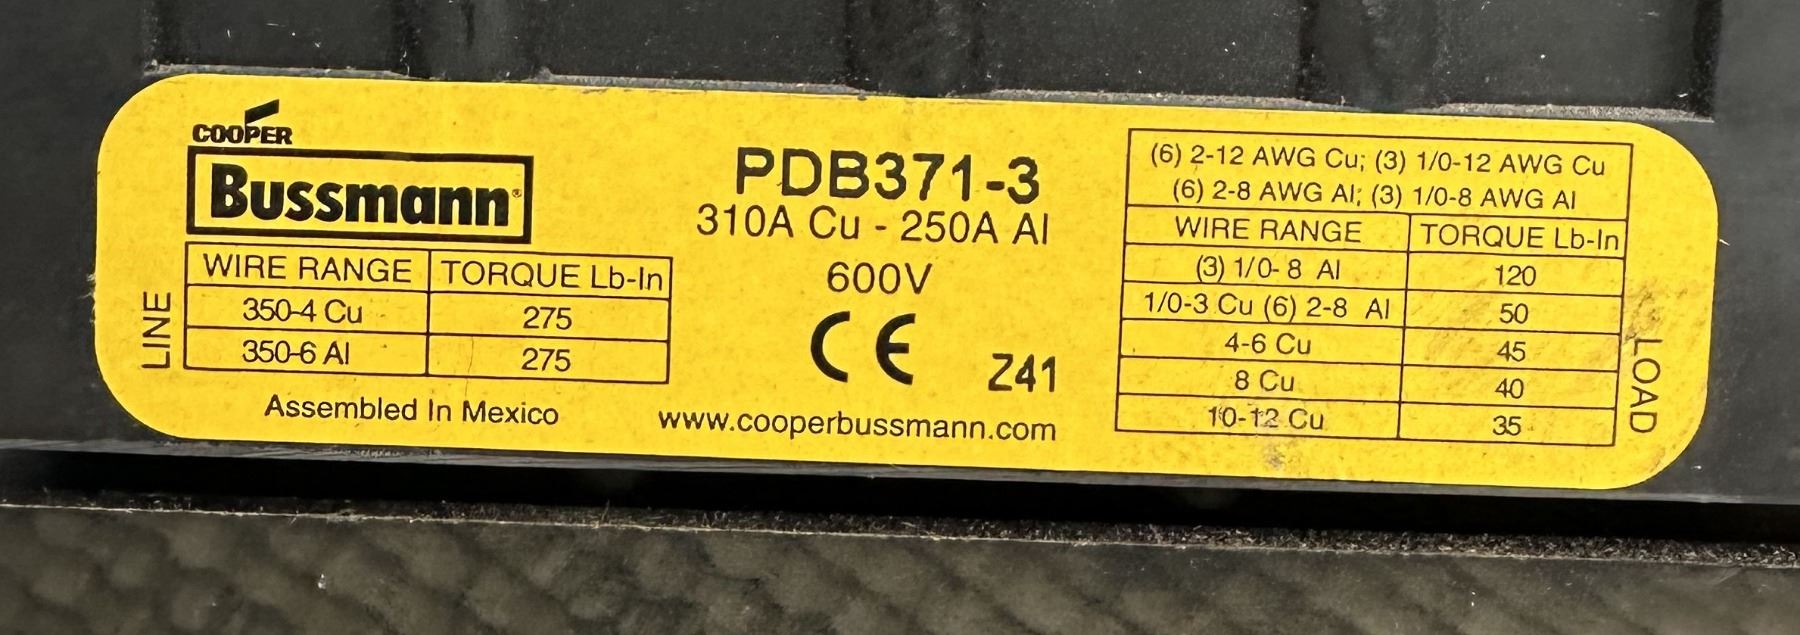 COOPER
Bussmann®
LINE
WIRE RANGE TORQUE Lb-In
350-4 Cu 275
350-6 Al 275
Assembled In Mexico
PDB371-3
310A Cu - 250A Al
600V
CE Z41
www.cooperbussmann.com
(6) 2-12 AWG Cu; (3) 1/0-12 AWG Cu
(6) 2-8 AWG Al; (3) 1/0-8 AWG Al
WIRE RANGE TORQUE Lb-In
(3) 1/0- 8 Al 120
1/0-3 Cu (6) 2-8 Al 50
4-6 Cu 45
8 Cu 40
10-12 Cu 35
LOAD